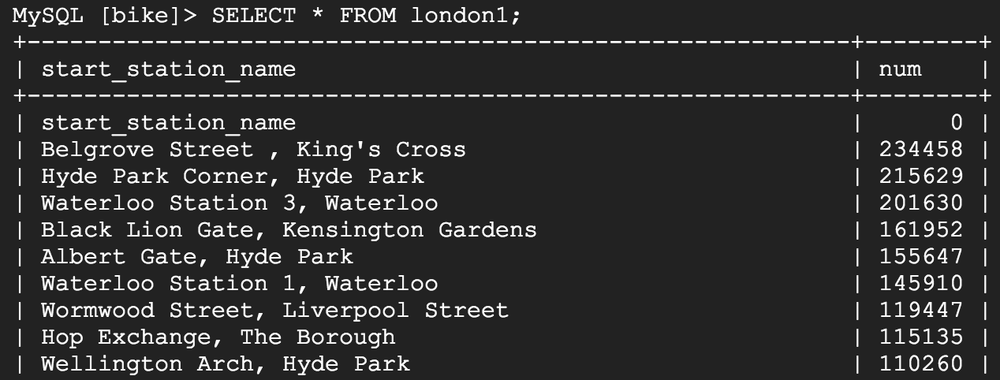 MySQL [bike]> SELECT * FROM london1;
+----------------------------------------------------------+--------+
| start_station_name                                       | num    |
+----------------------------------------------------------+--------+
| start_station_name                                       |      0 |
| Belgrove Street , King's Cross                           | 234458 |
| Hyde Park Corner, Hyde Park                              | 215629 |
| Waterloo Station 3, Waterloo                             | 201630 |
| Black Lion Gate, Kensington Gardens                      | 161952 |
| Albert Gate, Hyde Park                                   | 155647 |
| Waterloo Station 1, Waterloo                             | 145910 |
| Wormwood Street, Liverpool Street                        | 119447 |
| Hop Exchange, The Borough                                | 115135 |
| Wellington Arch, Hyde Park                               | 110260 |